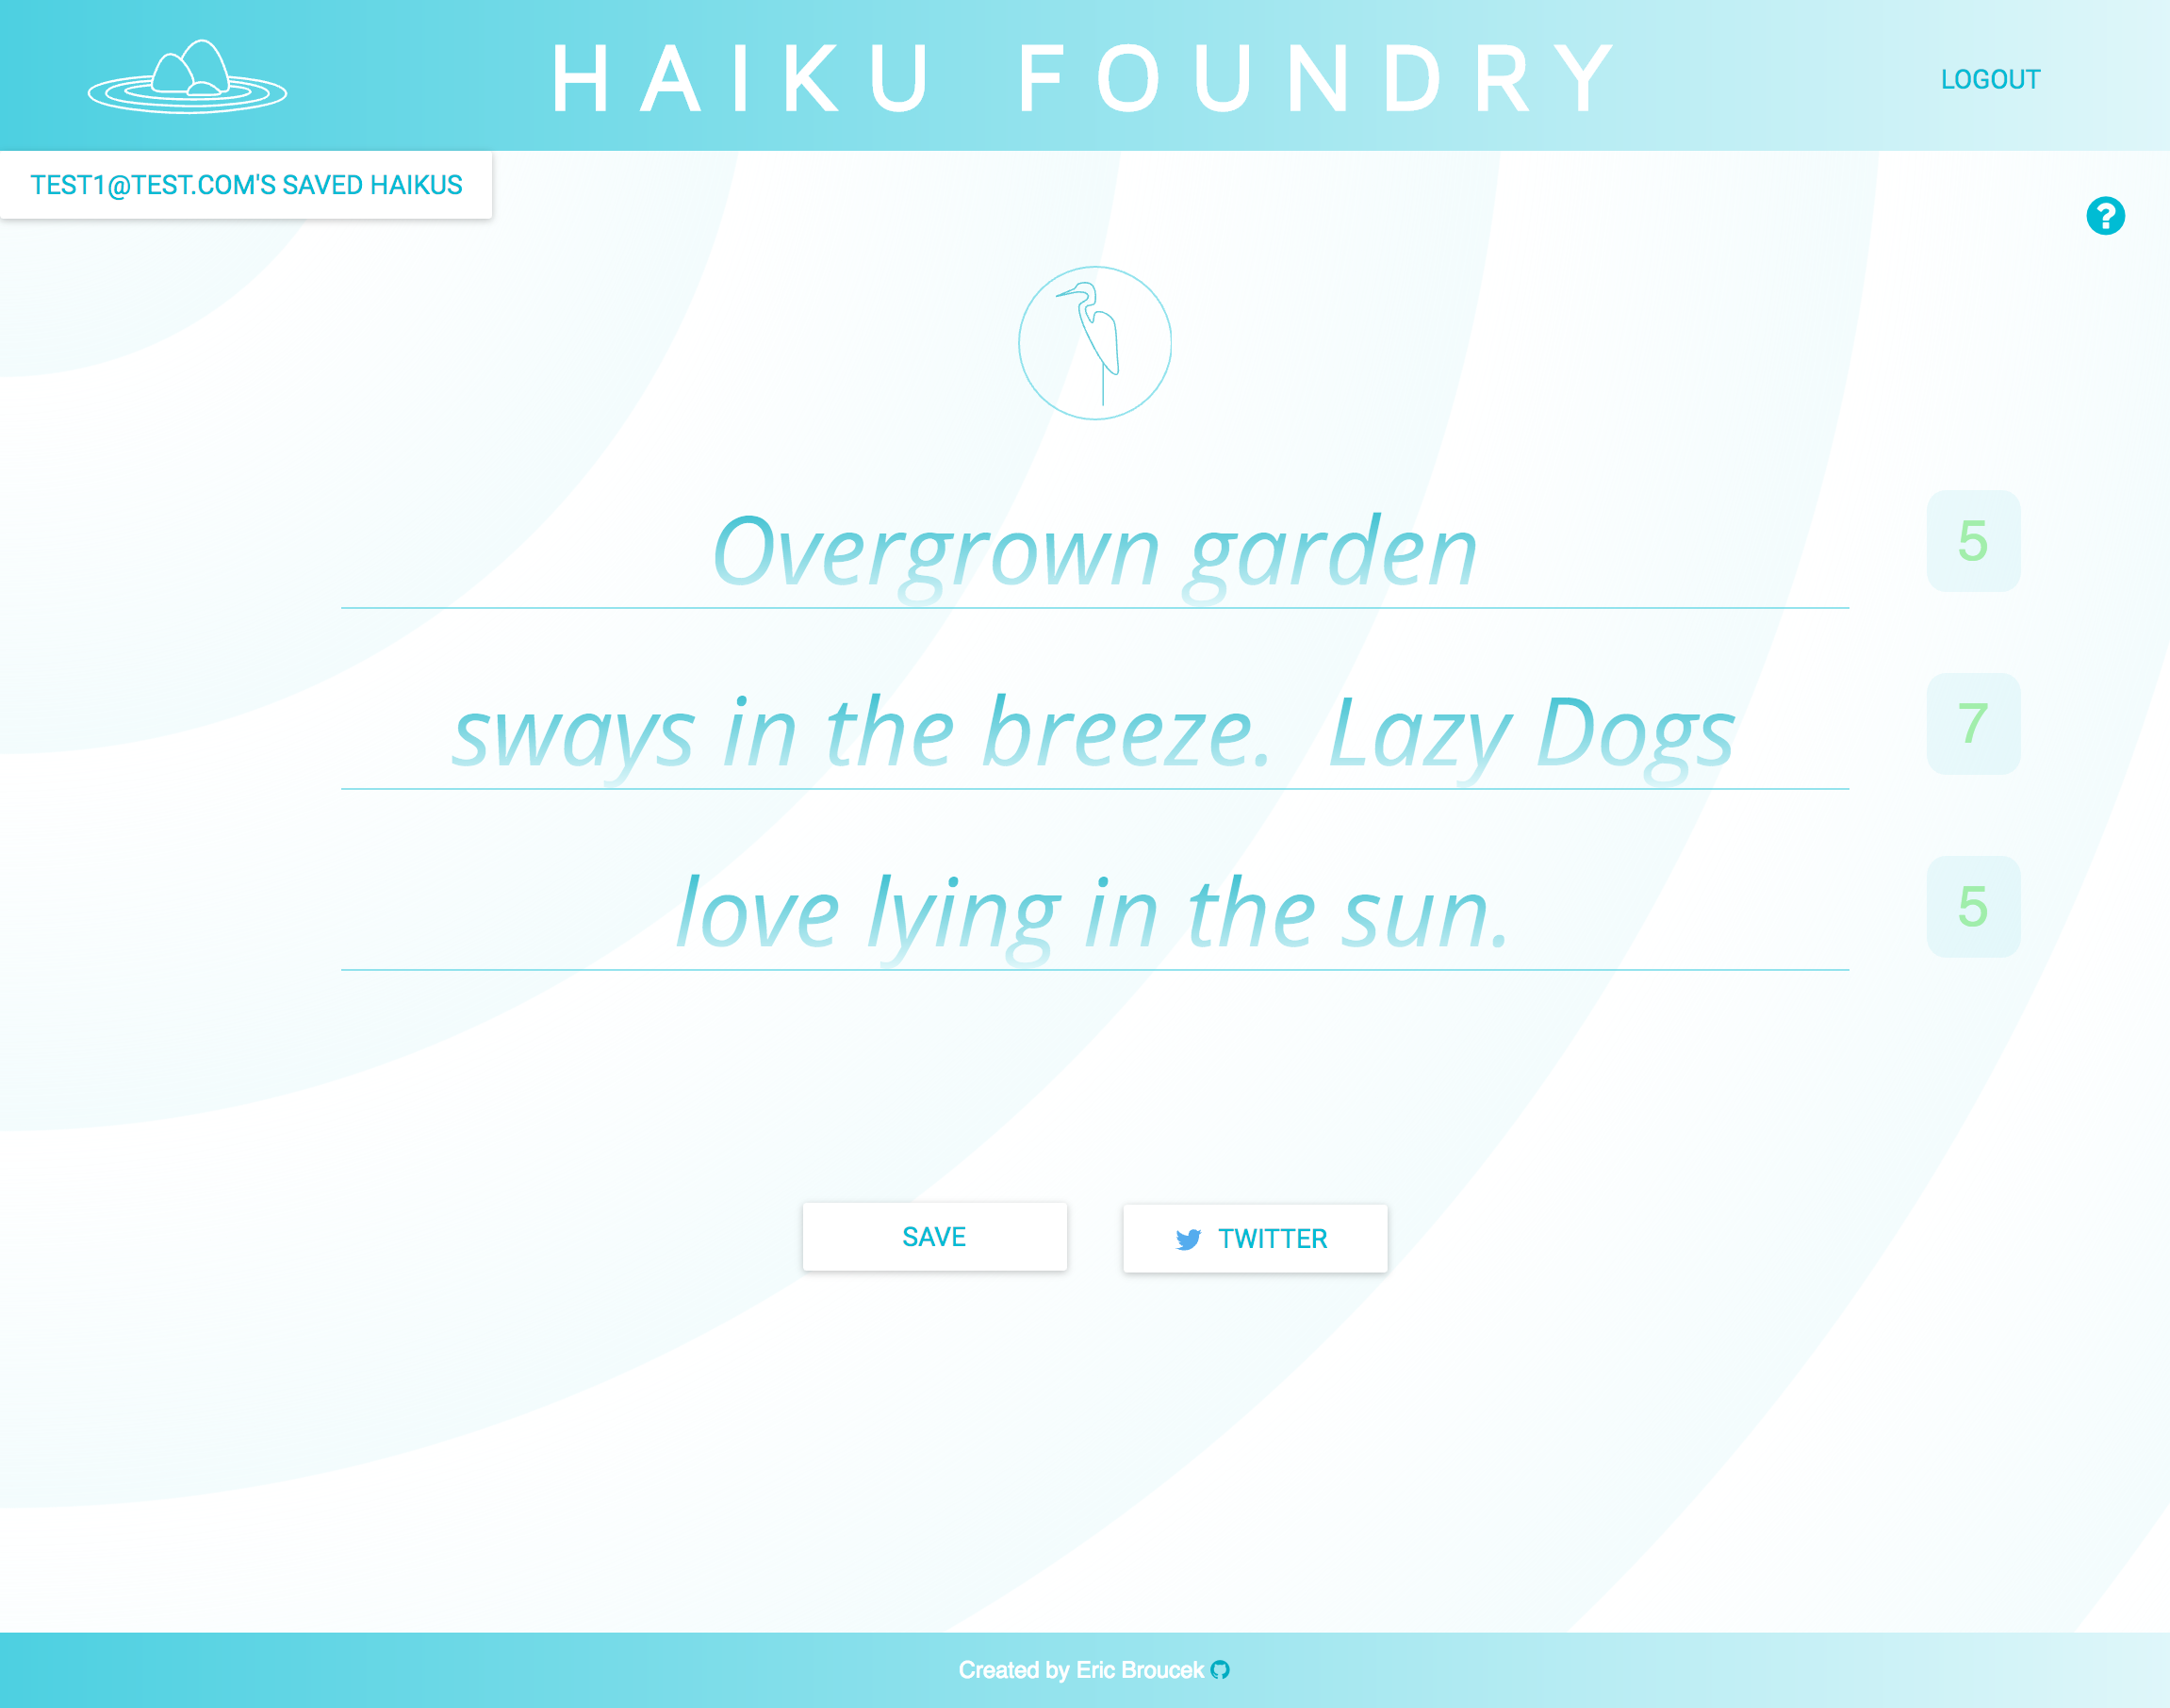 HAIKU FOUNDRY
LOGOUT
TEST1@TEST.COM'S SAVED HAIKUS
?
Overgrown garden
5
sways in the breeze.  Lazy Dogs
7
love lying in the sun.
5
SAVE
TWITTER
Created by Eric Broucek